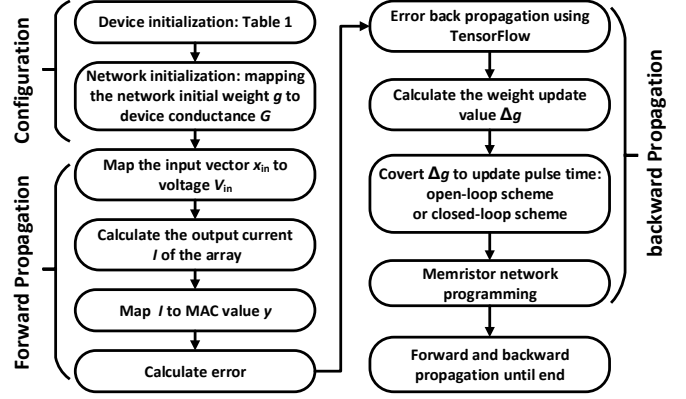 Configuration
Device initialization: Table 1
Network initialization: mapping
the network initial weight g to
device conductance G
Forward Propagation
Map the input vector xin to
voltage Vin
Calculate the output current
I of the array
Map I to MAC value y
Calculate error
Error back propagation using
TensorFlow
Calculate the weight update
value Δg
Covert Δg to update pulse time:
open-loop scheme
or closed-loop scheme
Memristor network
programming
Forward and backward
propagation until end
backward Propagation